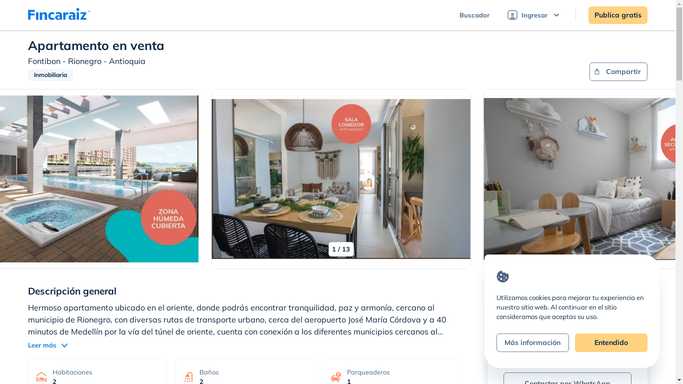 Fincaraiz
Buscador
Ingresar
Publica gratis
Apartamento en venta
Fontibon - Rionegro - Antioquia
Inmobiliaria
Compartir
ZONA
HÚMEDA
CUBIERTA
SALA
COMEDOR
1 / 13
Descripción general
Hermoso apartamento ubicado en el oriente, donde podrás encontrar tranquilidad, paz y armonía, cercano al
municipio de Rionegro, con diversas rutas de transporte urbano, cerca del aeropuerto José María Córdova y a 40
minutos de Medellín por la vía del túnel de oriente, cuenta con conexión a los diferentes municipios cercanos al...
Leer más
Habitaciones
2
Baños
2
Parqueaderos
1
Utilizamos cookies para mejorar tu experiencia en
nuestro sitio web. Al continuar en el sitio
consideramos que aceptas su uso.
Más información
Entendido
Contactar por WhatsApp